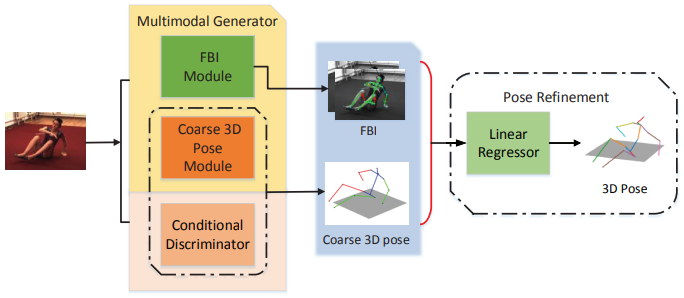 Multimodal Generator
FBI
Module
Coarse 3D
Pose
Module
Conditional
Discriminator
FBI
Coarse 3D pose
Pose Refinement
Linear
Regressor
3D Pose